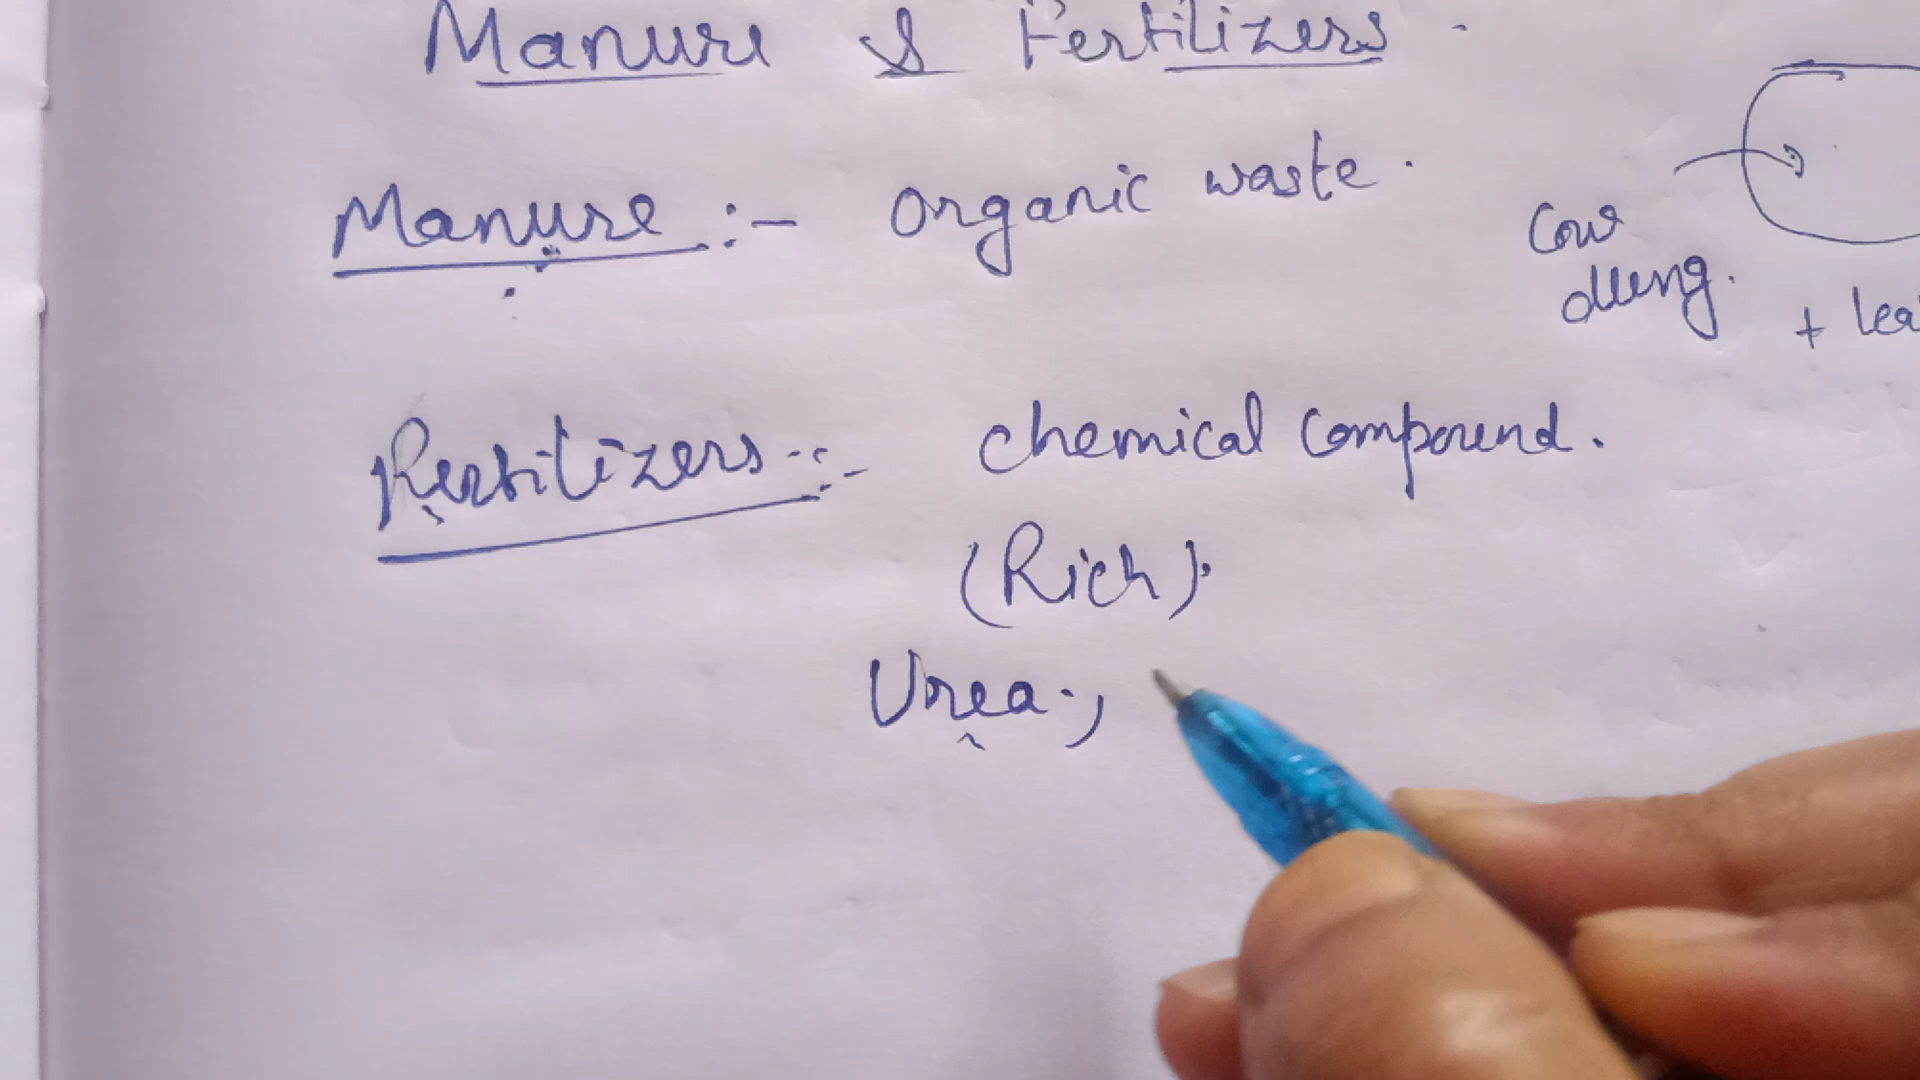 Manure & Fertilizers.
Manure :- Organic waste.
Cow
dung.
+ lea
Fertilizers :- chemical compound.
(Rich).
Urea,